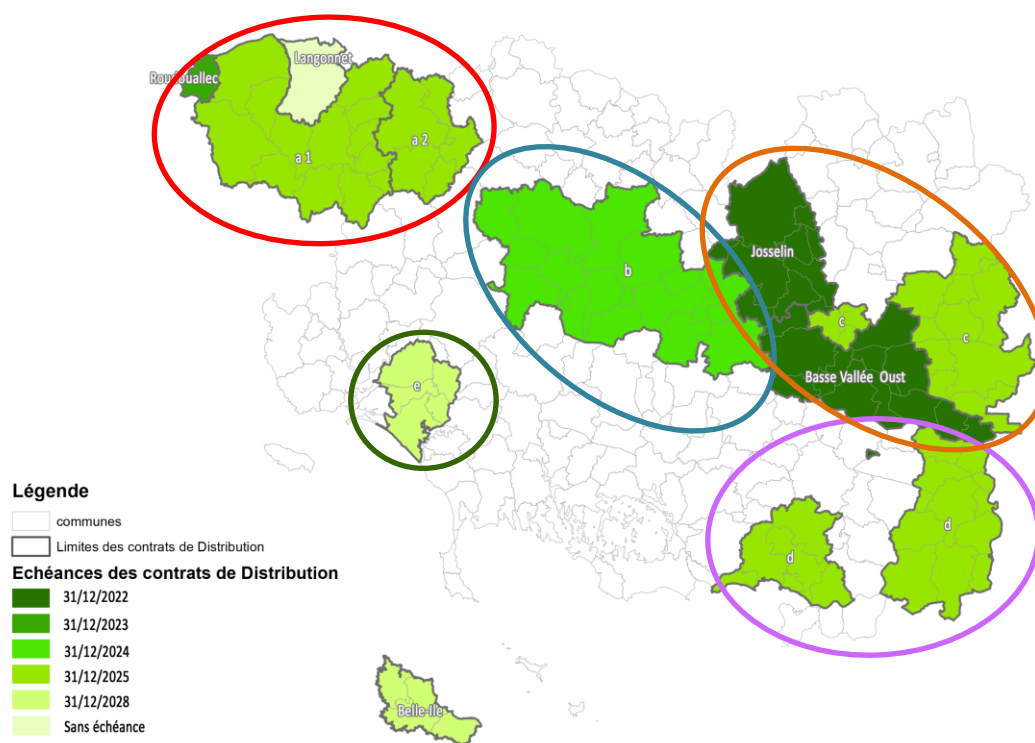 Langonnet
Roudouallec
a 1
a 2
b
Josselin
c
c
Basse Vallée Oust
e
d
d
Belle-Ile
Légende
communes
Limites des contrats de Distribution
Echéances des contrats de Distribution
31/12/2022
31/12/2023
31/12/2024
31/12/2025
31/12/2028
Sans échéance